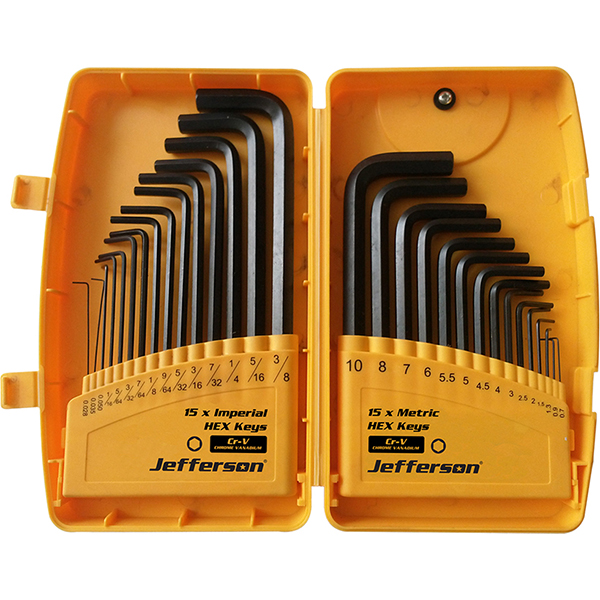 0.028 0.035 0.050 1/16 5/64 3/32 7/64 1/8 9/64 5/32 3/16 7/32 1/4 5/16 3/8
15 x Imperial
HEX Keys
Cr-V
CHROME VANADIUM
Jefferson
10 8 7 6 5.5 5 4.5 4 3 2.5 2 1.5 1.3 0.9 0.7
15 x Metric
HEX Keys
Cr-V
CHROME VANADIUM
Jefferson